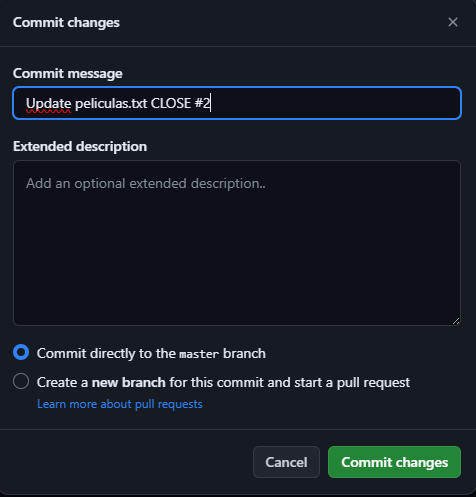 Commit changes
Commit message
Update peliculas.txt CLOSE #2
Extended description
Add an optional extended description..
Commit directly to the master branch
Create a new branch for this commit and start a pull request
Learn more about pull requests
Cancel
Commit changes